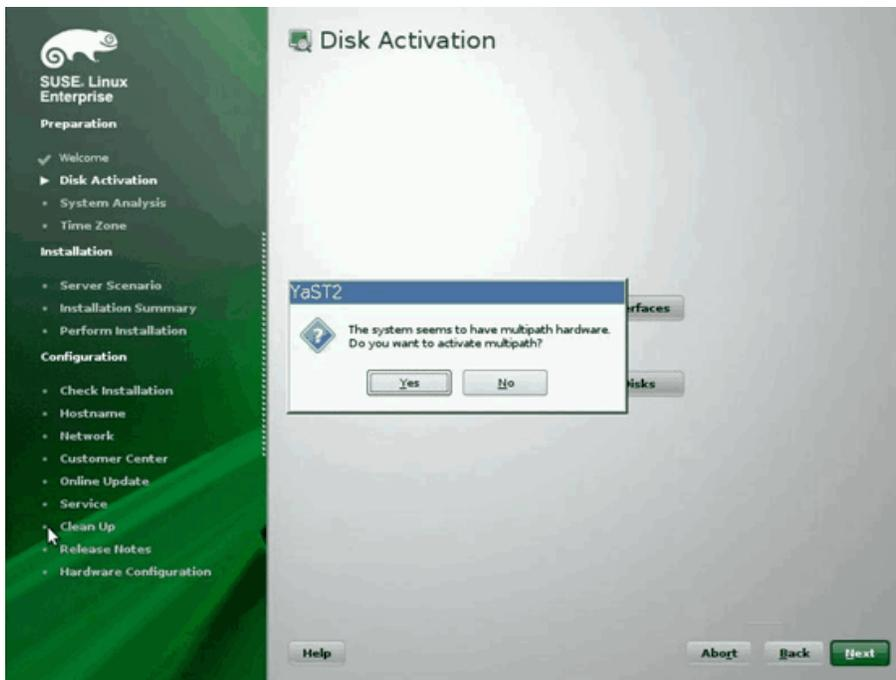 SUSE. Linux
Enterprise
Preparation
Welcome
Disk Activation
System Analysis
Time Zone
Installation
Server Scenario
Installation Summary
Perform Installation
Configuration
Check Installation
Hostname
Network
Customer Center
Online Update
Service
Clean Up
Release Notes
Hardware Configuration
Disk Activation
YaST2
The system seems to have multipath hardware.
Do you want to activate multipath?
Yes
No
erfaces
isks
Help
Abort
Back
Next